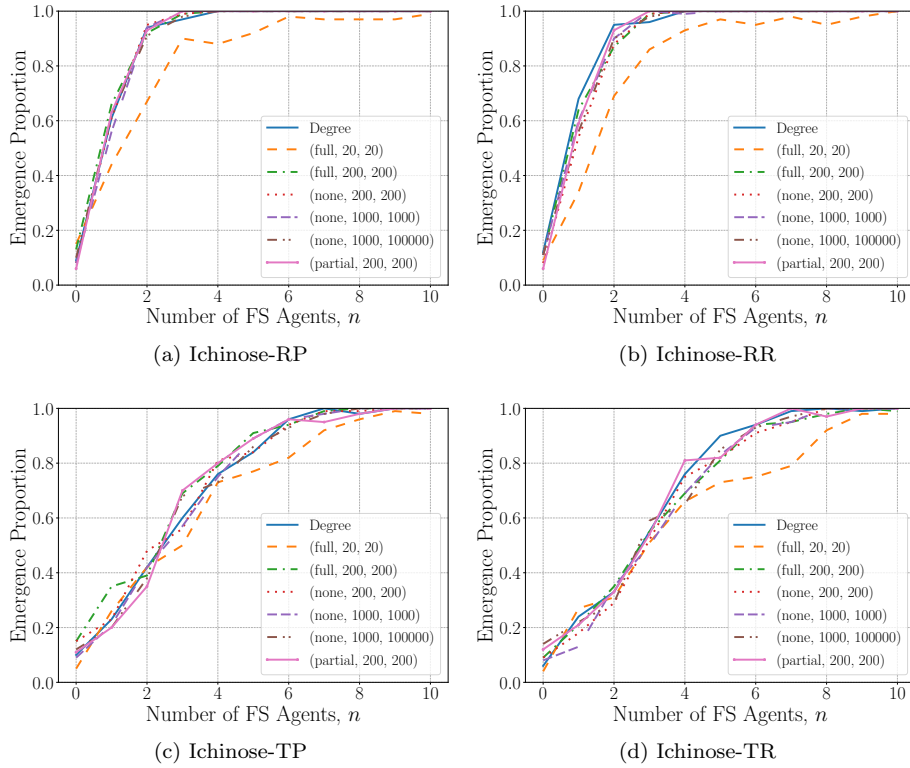 1.0
0.8
0.6
0.4
0.2
0.0
Emergence Proportion
Degree
(full, 20, 20)
(full, 200, 200)
(none, 200, 200)
(none, 1000, 1000)
(none, 1000, 100000)
(partial, 200, 200)
0 2 4 6 8 10
Number of FS Agents, n
(a) Ichinose-RP
1.0
0.8
0.6
0.4
0.2
0.0
Emergence Proportion
Degree
(full, 20, 20)
(full, 200, 200)
(none, 200, 200)
(none, 1000, 1000)
(none, 1000, 100000)
(partial, 200, 200)
0 2 4 6 8 10
Number of FS Agents, n
(b) Ichinose-RR
1.0
0.8
0.6
0.4
0.2
0.0
Emergence Proportion
Degree
(full, 20, 20)
(full, 200, 200)
(none, 200, 200)
(none, 1000, 1000)
(none, 1000, 100000)
(partial, 200, 200)
0 2 4 6 8 10
Number of FS Agents, n
(c) Ichinose-TP
1.0
0.8
0.6
0.4
0.2
0.0
Emergence Proportion
Degree
(full, 20, 20)
(full, 200, 200)
(none, 200, 200)
(none, 1000, 1000)
(none, 1000, 100000)
(partial, 200, 200)
0 2 4 6 8 10
Number of FS Agents, n
(d) Ichinose-TR